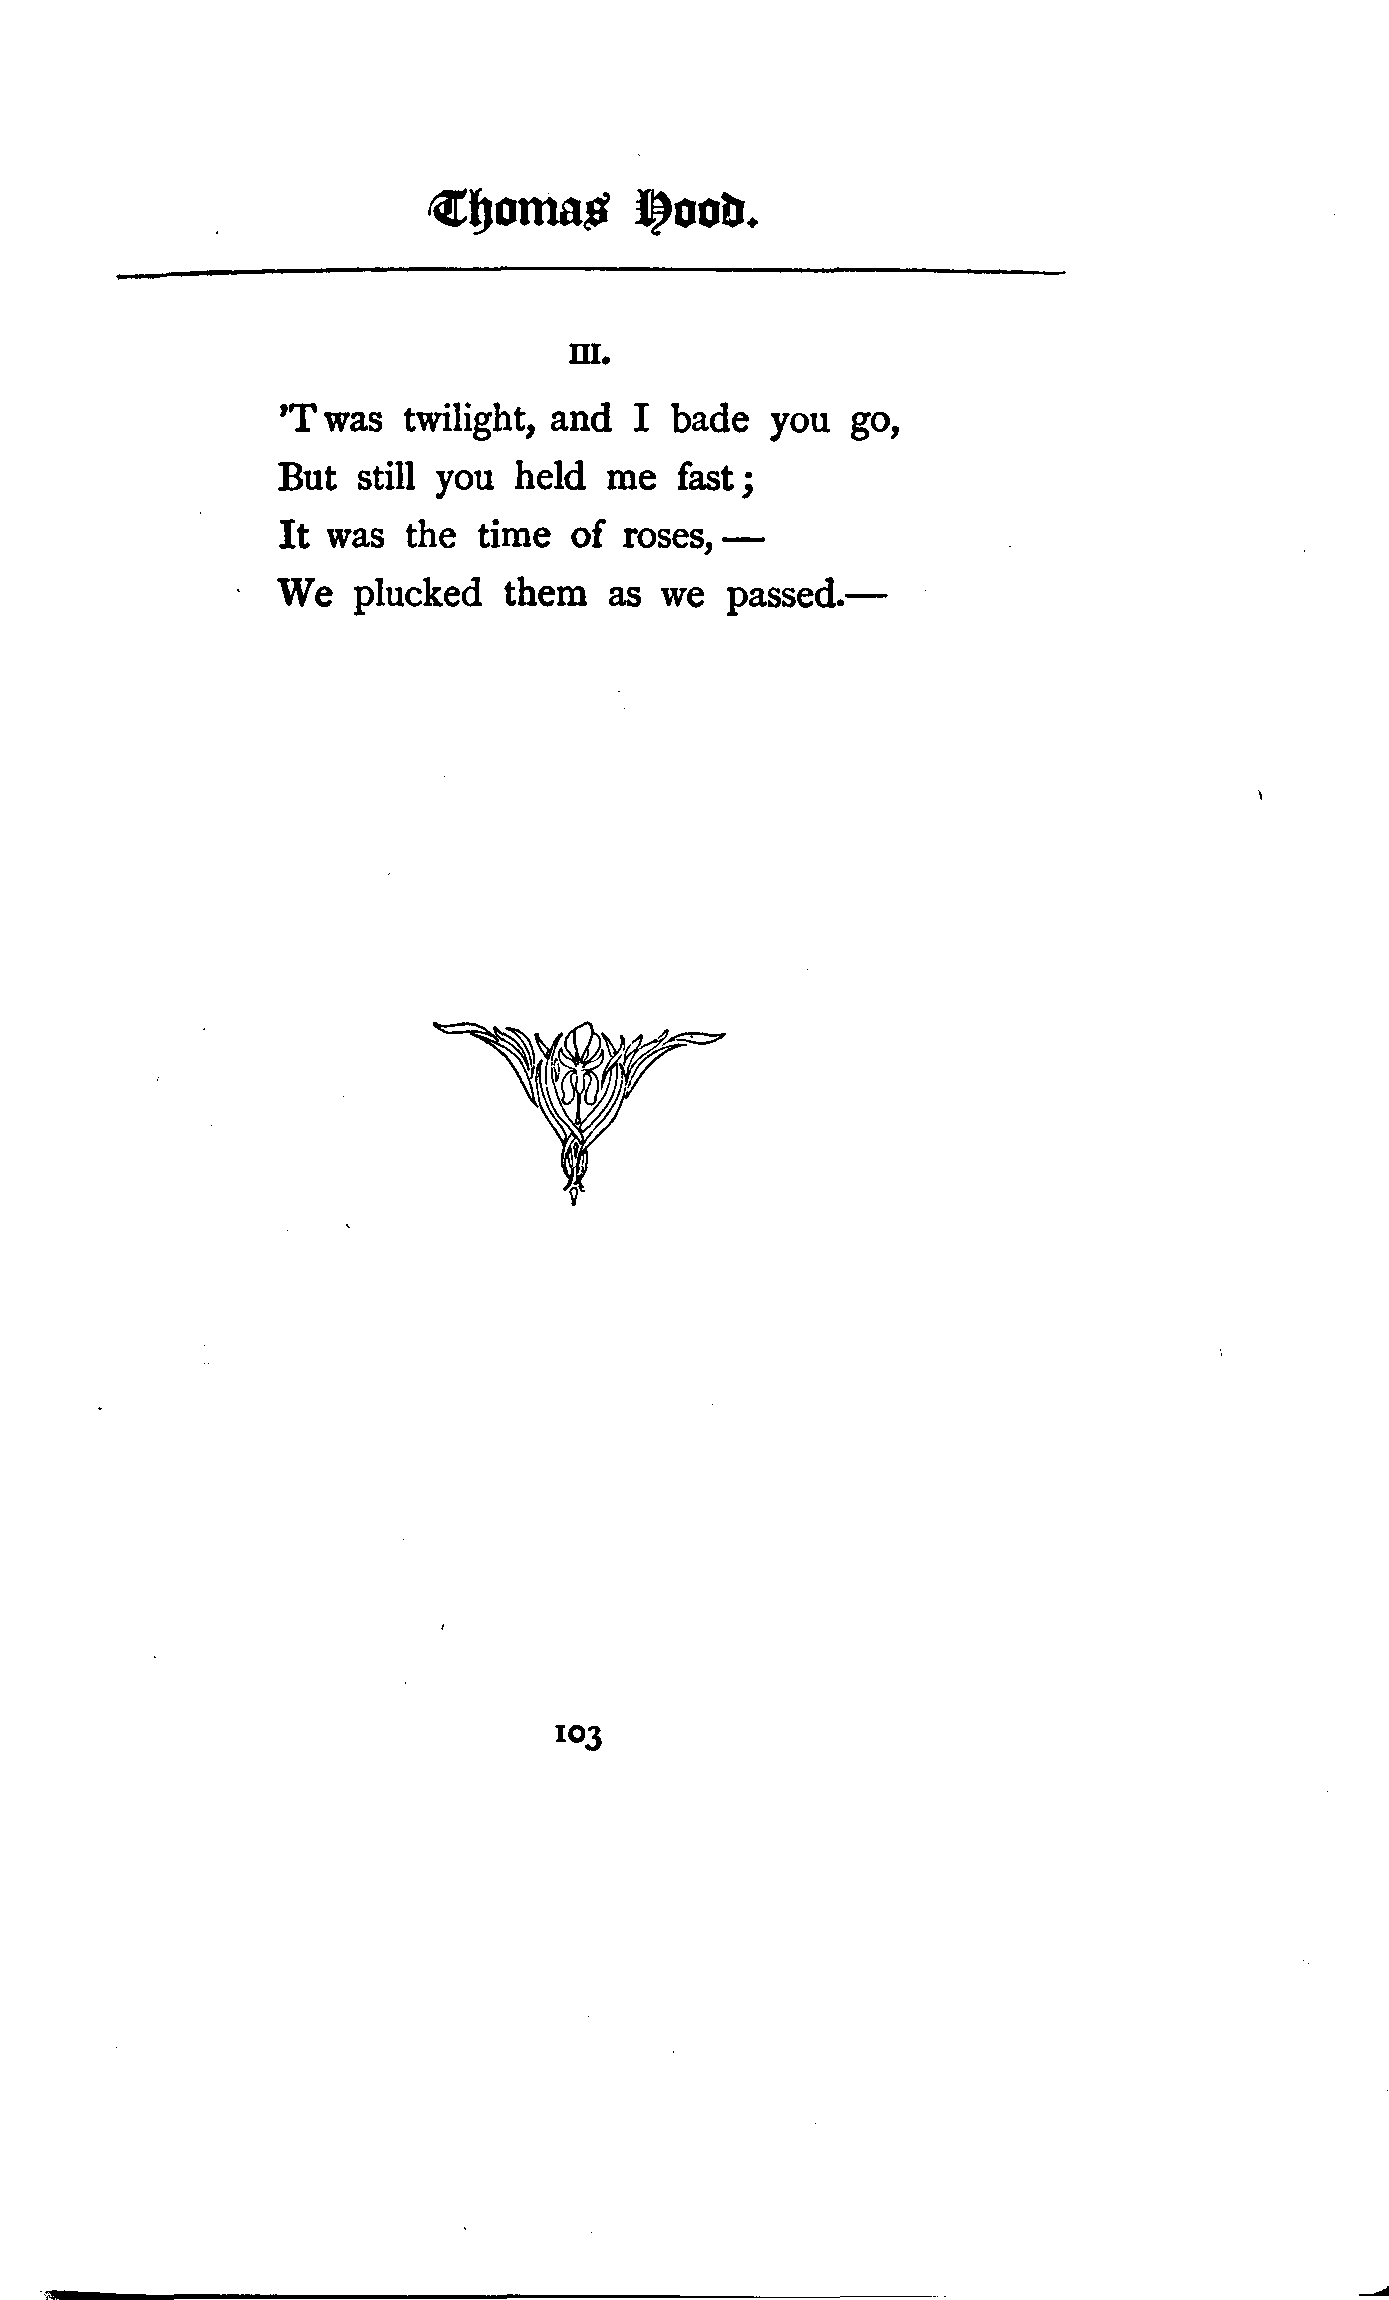 Thomas Hood.
III.
'Twas twilight, and I bade you go,
But still you held me fast;
It was the time of roses,—
We plucked them as we passed.—
103